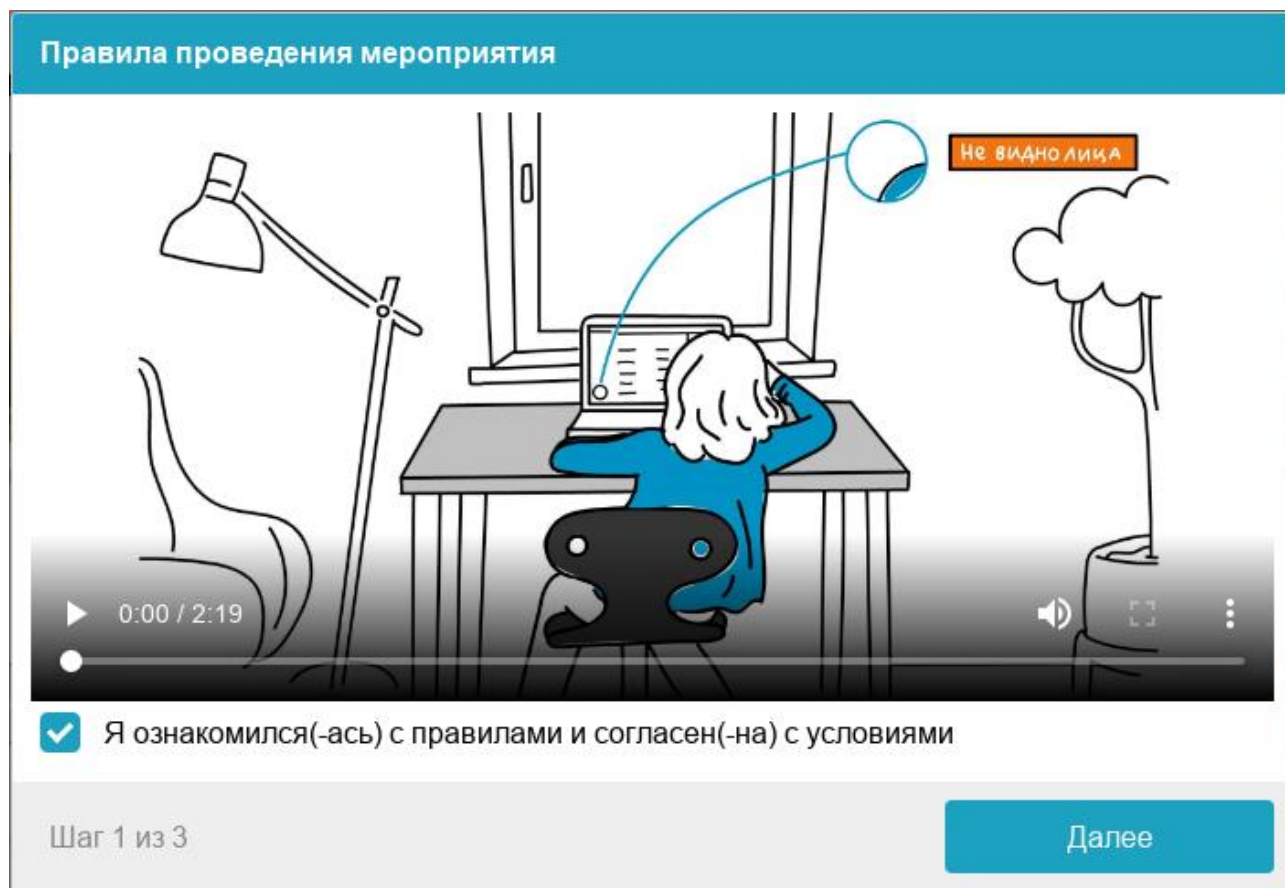 Правила проведения мероприятия
Не видно лица
0:00 / 2:19
Я ознакомился(-ась) с правилами и согласен(-на) с условиями
Шаг 1 из 3
Далее